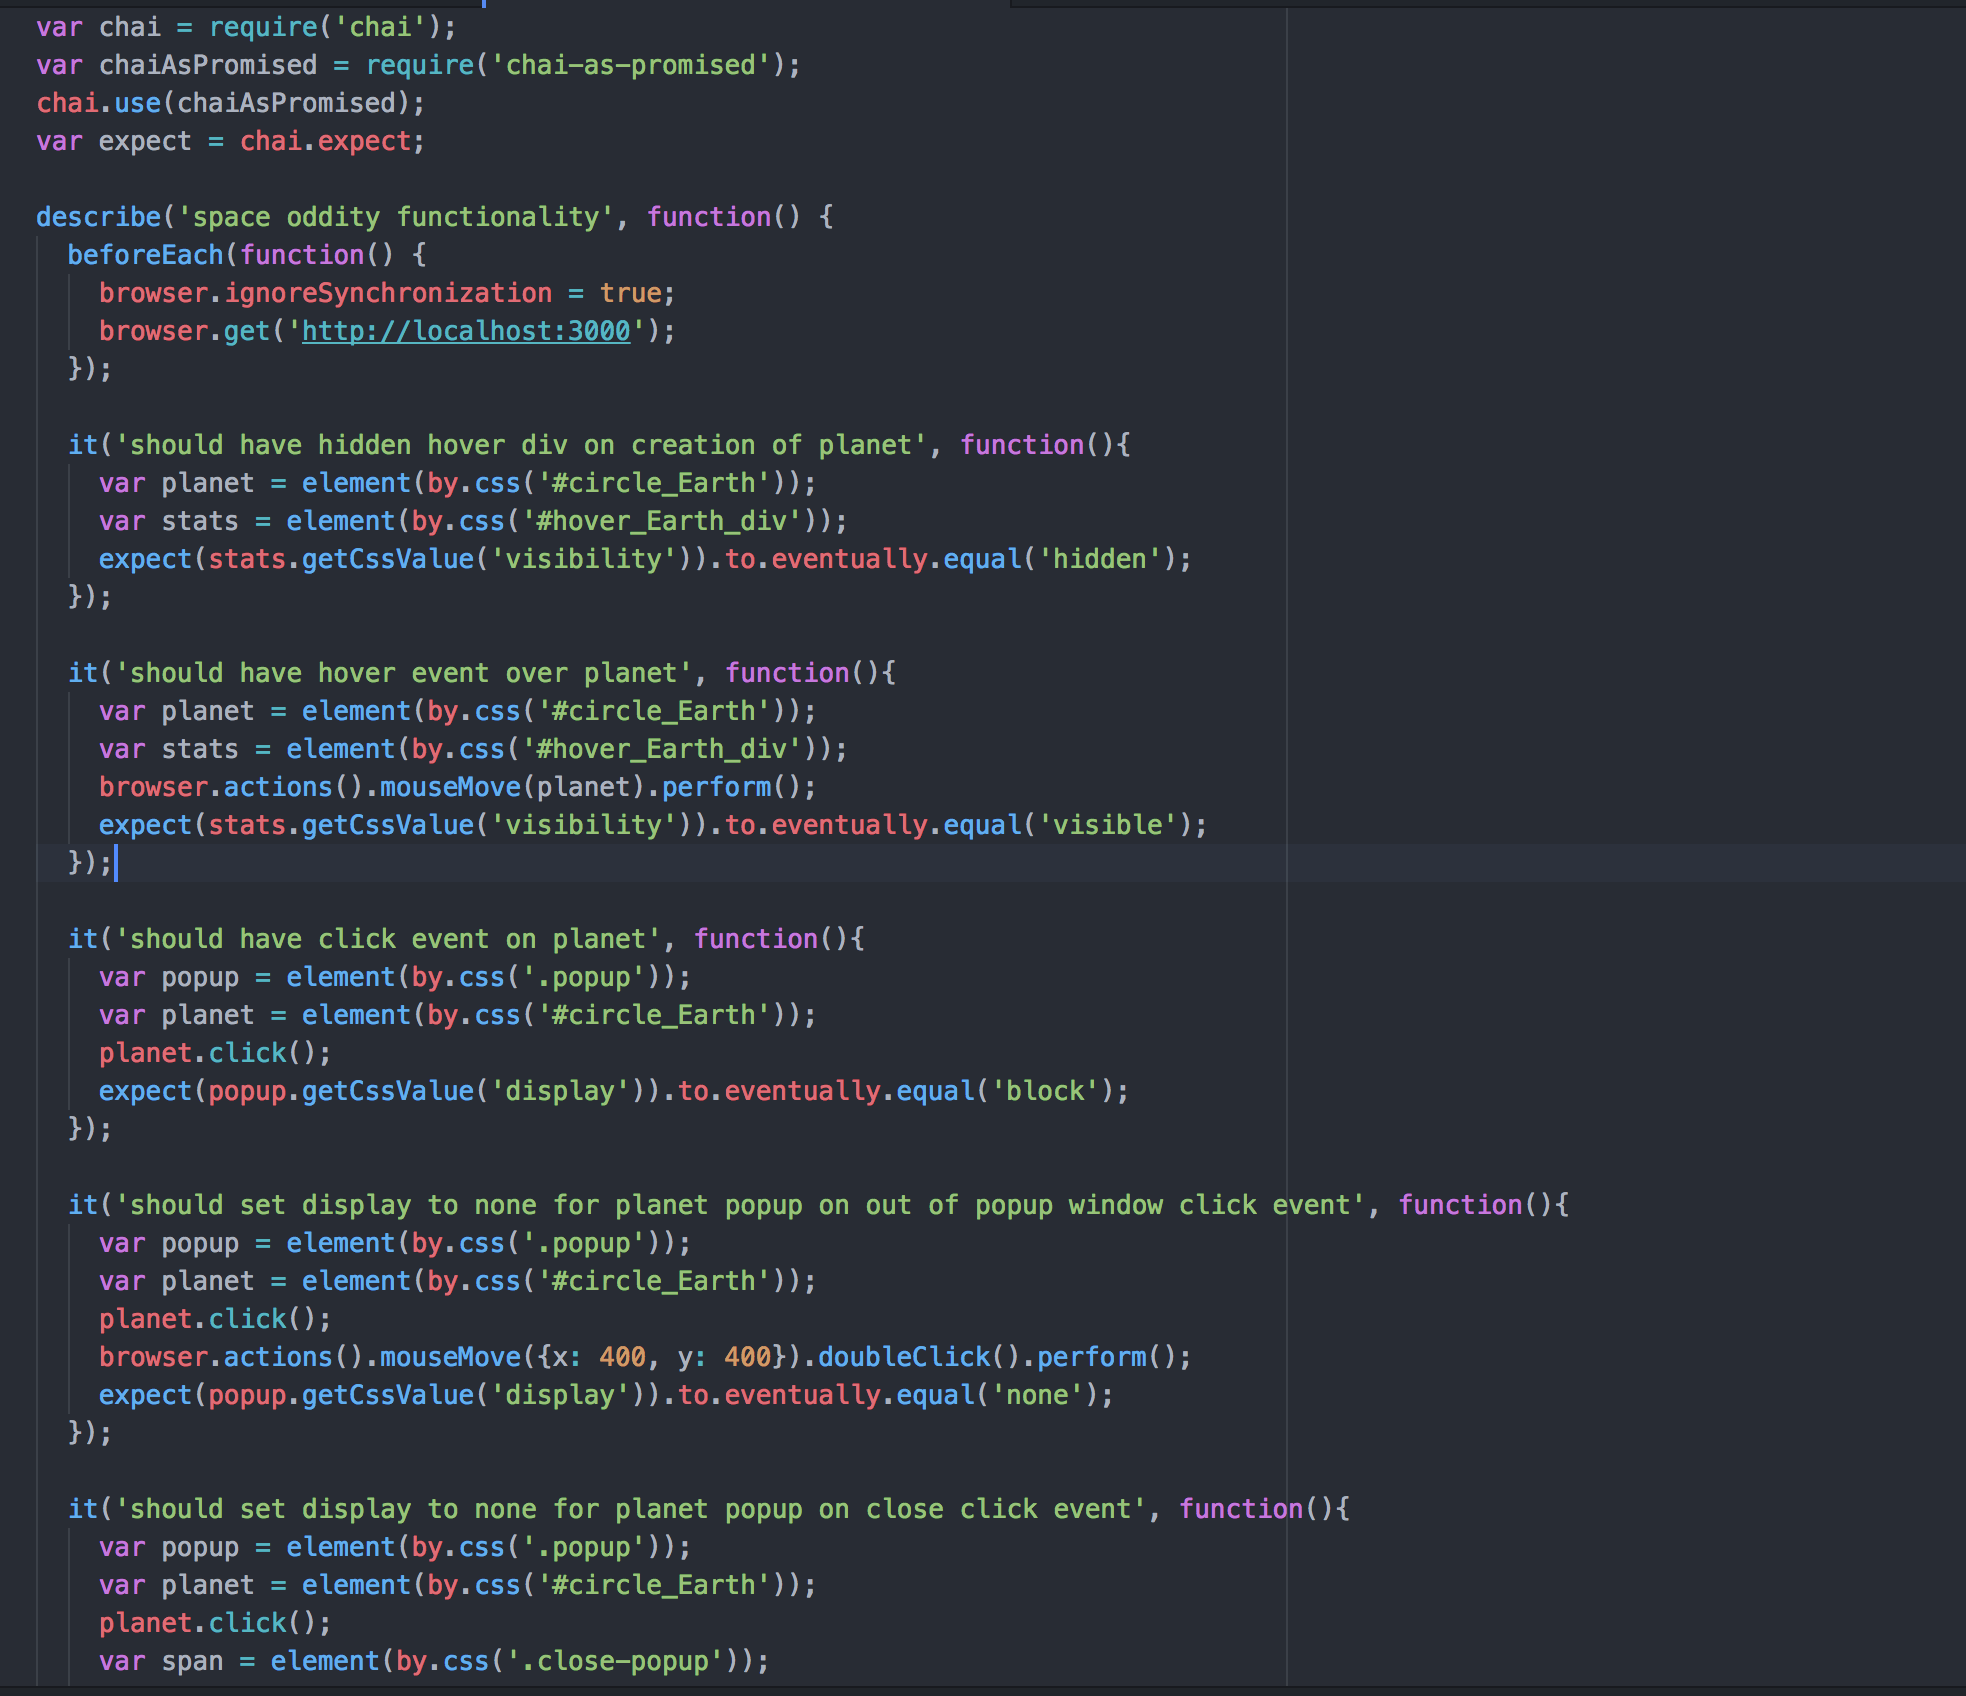 var chai = require('chai');
var chaiAsPromised = require('chai-as-promised');
chai.use(chaiAsPromised);
var expect = chai.expect;

describe('space oddity functionality', function() {
  beforeEach(function() {
    browser.ignoreSynchronization = true;
    browser.get('http://localhost:3000');
  });

  it('should have hidden hover div on creation of planet', function(){
    var planet = element(by.css('#circle_Earth'));
    var stats = element(by.css('#hover_Earth_div'));
    expect(stats.getCssValue('visibility')).to.eventually.equal('hidden');
  });

  it('should have hover event over planet', function(){
    var planet = element(by.css('#circle_Earth'));
    var stats = element(by.css('#hover_Earth_div'));
    browser.actions().mouseMove(planet).perform();
    expect(stats.getCssValue('visibility')).to.eventually.equal('visible');
  });

  it('should have click event on planet', function(){
    var popup = element(by.css('.popup'));
    var planet = element(by.css('#circle_Earth'));
    planet.click();
    expect(popup.getCssValue('display')).to.eventually.equal('block');
  });

  it('should set display to none for planet popup on out of popup window click event', function(){
    var popup = element(by.css('.popup'));
    var planet = element(by.css('#circle_Earth'));
    planet.click();
    browser.actions().mouseMove({x: 400, y: 400}).doubleClick().perform();
    expect(popup.getCssValue('display')).to.eventually.equal('none');
  });

  it('should set display to none for planet popup on close click event', function(){
    var popup = element(by.css('.popup'));
    var planet = element(by.css('#circle_Earth'));
    planet.click();
    var span = element(by.css('.close-popup'));